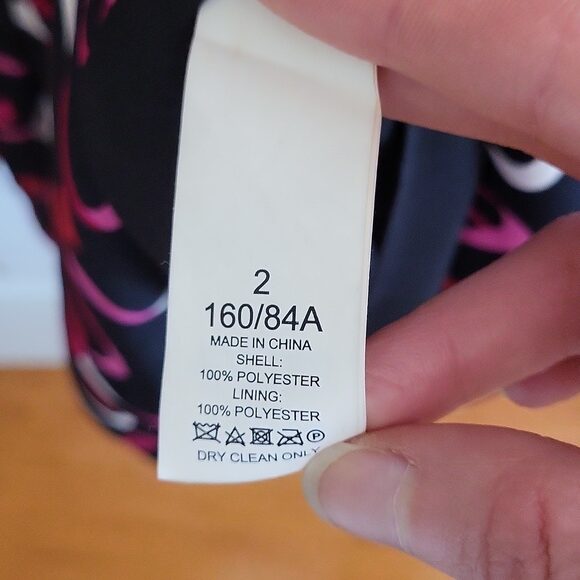 2
160/84A
MADE IN CHINA
SHELL:
100% POLYESTER
LINING:
100% POLYESTER
P
DRY CLEAN ONLY